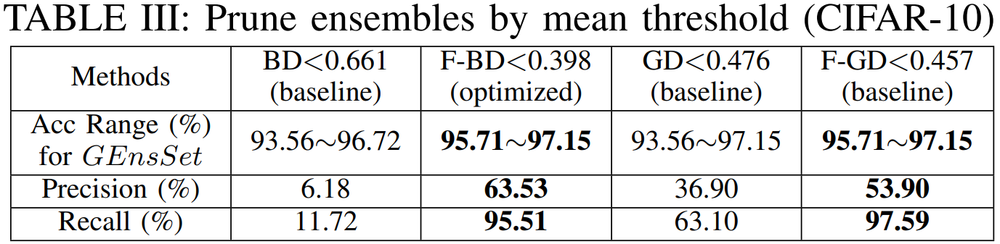 TABLE III: Prune ensembles by mean threshold (CIFAR-10)
Methods BD<0.661 (baseline) F-BD<0.398 (optimized) GD<0.476 (baseline) F-GD<0.457 (baseline)
Acc Range (%) for GEnsSet 93.56∼96.72 95.71∼97.15 93.56∼97.15 95.71∼97.15
Precision (%) 6.18 63.53 36.90 53.90
Recall (%) 11.72 95.51 63.10 97.59